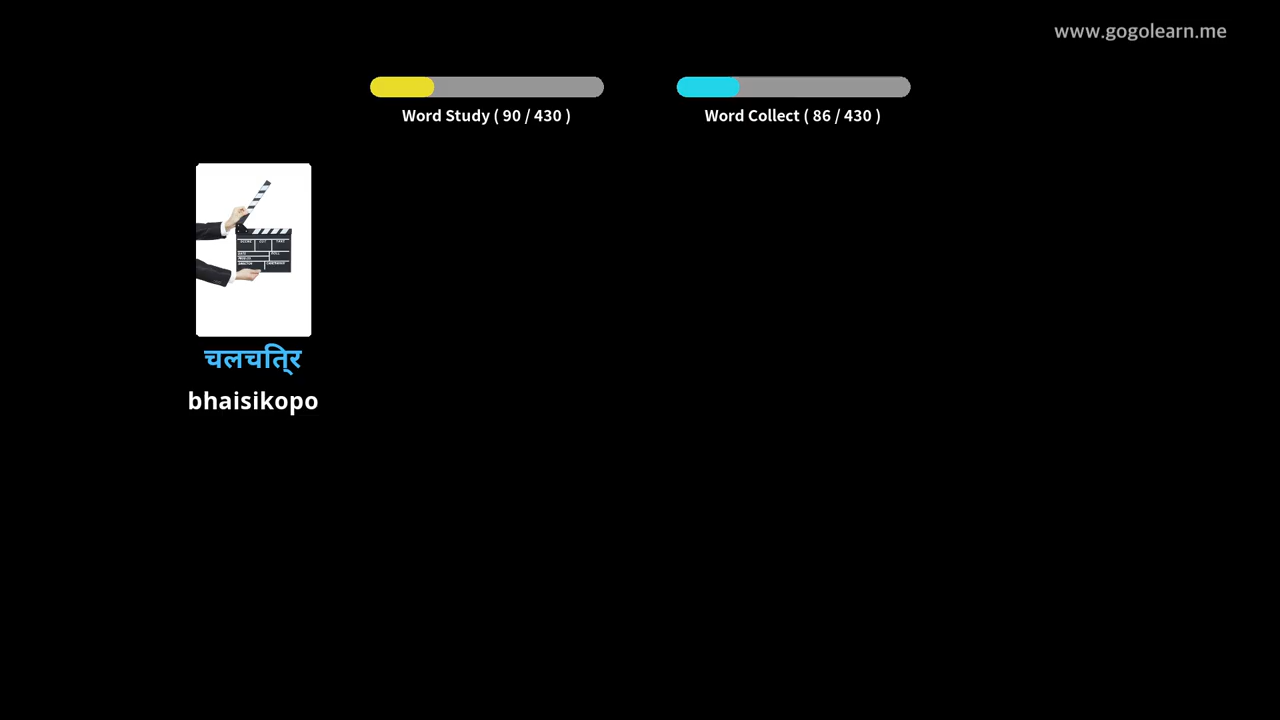 www.gogolearn.me
Word Study ( 90 / 430 )
Word Collect ( 86 / 430 )
चलचित्र
bhaisikopo